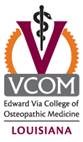 V
VCOM
Edward Via College of
Osteopathic Medicine
LOUISIANA